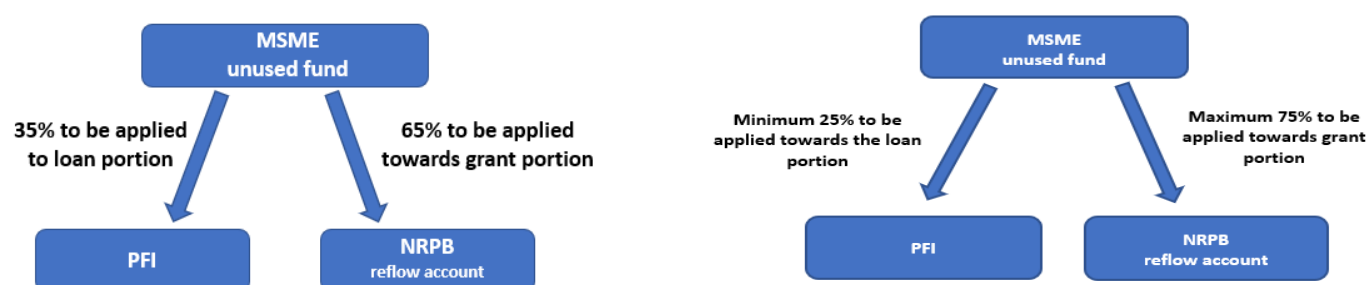 MSME
unused fund
35% to be applied
to loan portion
65% to be applied
towards grant portion
PFI
NRPB
reflow account
MSME
unused fund
Minimum 25% to be
applied towards the loan
portion
Maximum 75% to be
applied towards grant
portion
PFI
NRPB
reflow account